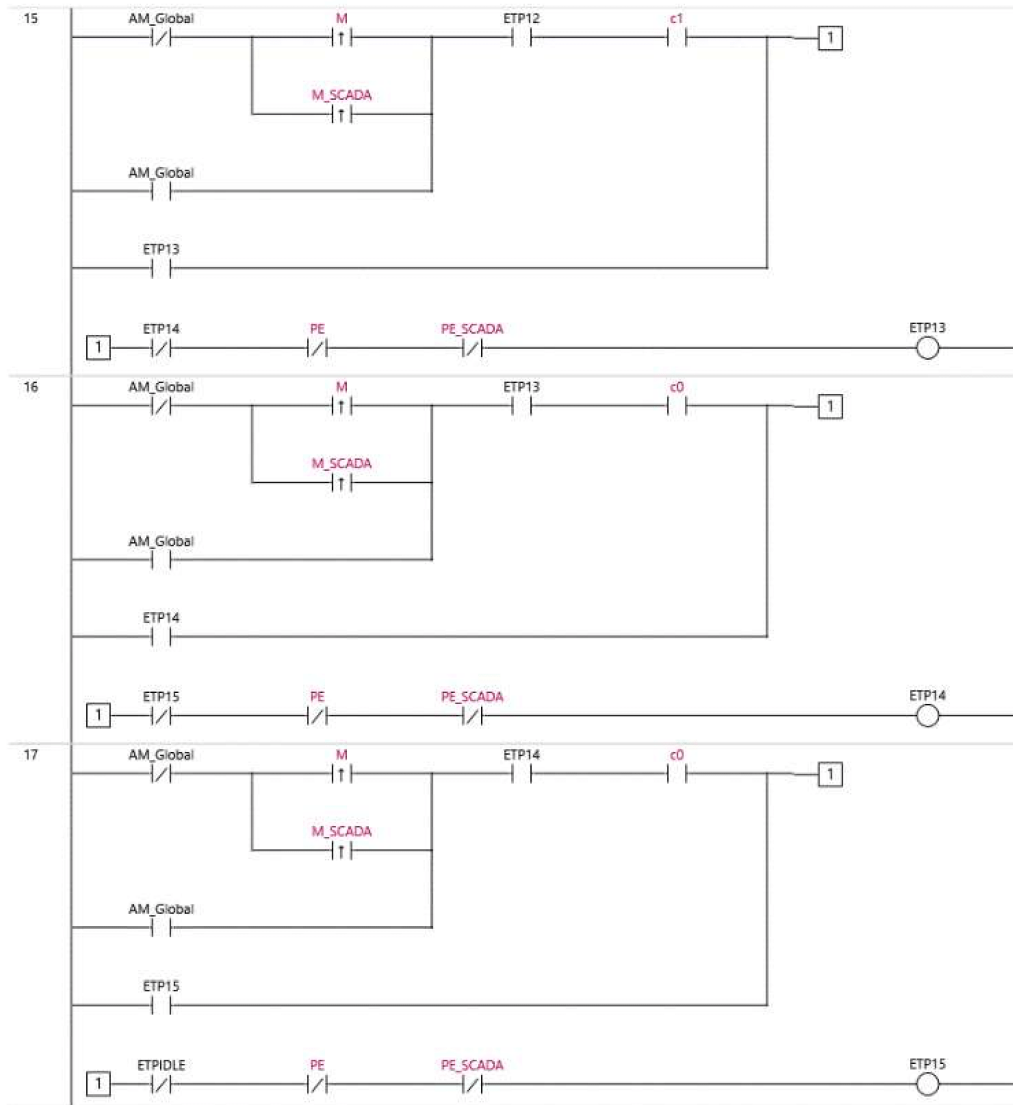 15 AM_Global M ETP12 c1
1
M_SCADA
AM_Global
ETP13
ETP14 PE PE_SCADA ETP13
1
16 AM_Global M ETP13 c0
1
M_SCADA
AM_Global
ETP14
ETP15 PE PE_SCADA ETP14
1
17 AM_Global M ETP14 c0
1
M_SCADA
AM_Global
ETP15
ETPIDLE PE PE_SCADA ETP15
1